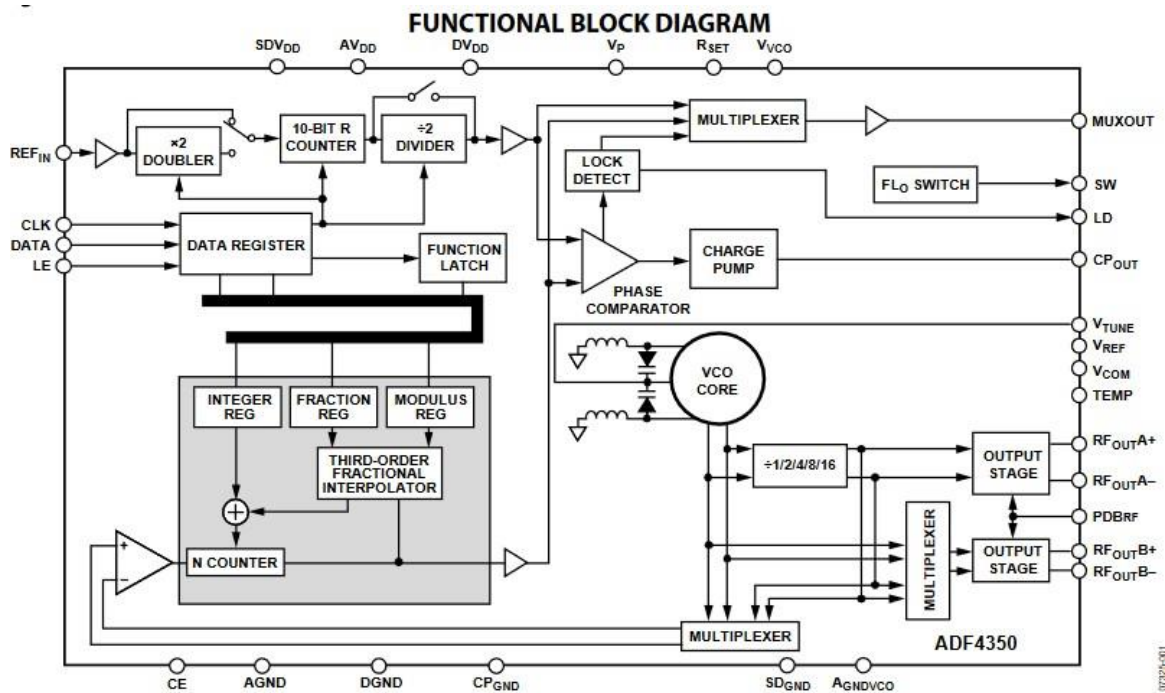 FUNCTIONAL BLOCK DIAGRAM
SDVDD
AVDD
DVDD
VP
RSET
VVCO
REFIN
×2
DOUBLER
10-BIT R
COUNTER
÷2
DIVIDER
MULTIPLEXER
MUXOUT
LOCK
DETECT
FLO SWITCH
SW
LD
CLK
DATA
LE
DATA REGISTER
FUNCTION
LATCH
CHARGE
PUMP
CPOUT
PHASE
COMPARATOR
VTUNE
VREF
VCOM
TEMP
VCO
CORE
INTEGER
REG
FRACTION
REG
MODULUS
REG
THIRD-ORDER
FRACTIONAL
INTERPOLATOR
+
−
N COUNTER
÷1/2/4/8/16
OUTPUT
STAGE
RFOUTA+
RFOUTA−
PDBRF
MULTIPLEXER
OUTPUT
STAGE
RFOUTB+
RFOUTB−
MULTIPLEXER
ADF4350
CE
AGND
DGND
CPGND
SDGND
AGNDVCO
07325-001